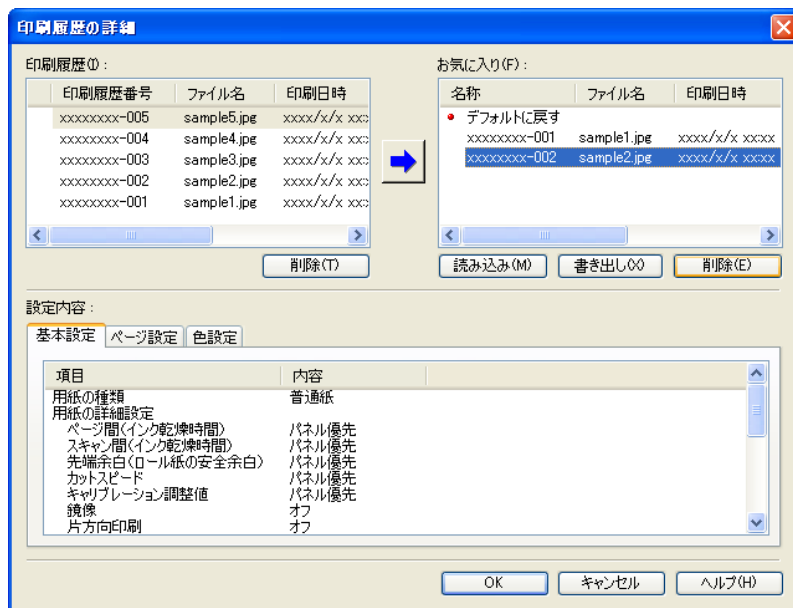 印刷履歴の詳細
印刷履歴(I):
印刷履歴番号 ファイル名 印刷日時
xxxxxxxx-005 sample5.jpg xxxx/x/x xx:
xxxxxxxx-004 sample4.jpg xxxx/x/x xx:
xxxxxxxx-003 sample3.jpg xxxx/x/x xx:
xxxxxxxx-002 sample2.jpg xxxx/x/x xx:
xxxxxxxx-001 sample1.jpg xxxx/x/x xx:
削除(T)
お気に入り(F):
名称 ファイル名 印刷日時
デフォルトに戻す
xxxxxxxx-001 sample1.jpg xxxx/x/x xx:xx
xxxxxxxx-002 sample2.jpg xxxx/x/x xx:xx
読み込み(M) 書き出し(X) 削除(E)
設定内容:
基本設定 ページ設定 色設定
項目 内容
用紙の種類 普通紙
用紙の詳細設定
ページ間(インク乾燥時間) パネル優先
スキャン間(インク乾燥時間) パネル優先
先端余白(ロール紙の安全余白) パネル優先
カットスピード パネル優先
キャリブレーション調整値 パネル優先
鏡像 オフ
片方向印刷 オフ
OK キャンセル ヘルプ(H)